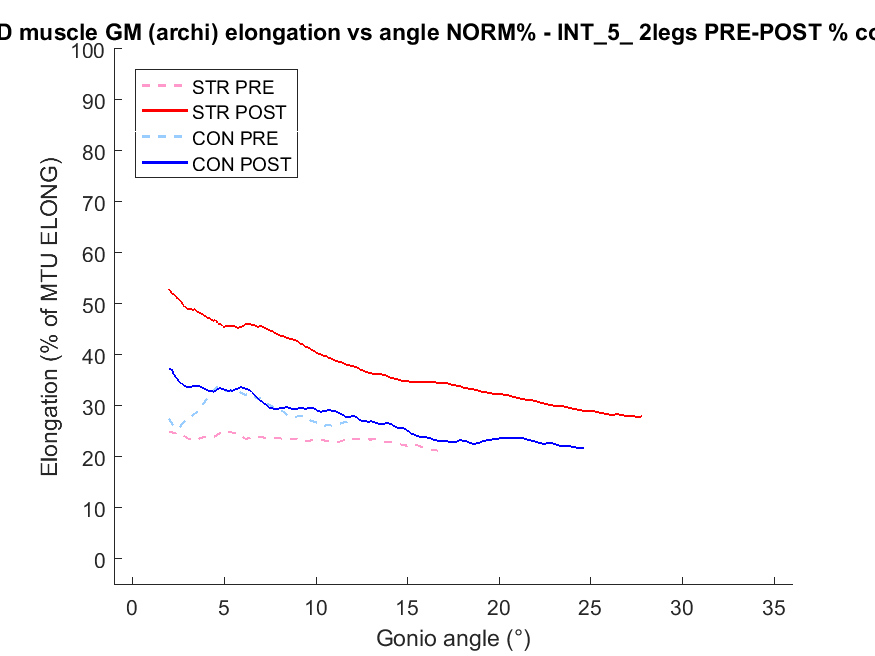 D muscle GM (archi) elongation vs angle NORM% - INT_5_ 2legs PRE-POST % co
100
90
80
70
60
50
40
30
20
10
0
STR PRE
STR POST
CON PRE
CON POST
Elongation (% of MTU ELONG)
0 5 10 15 20 25 30 35
Gonio angle (°)